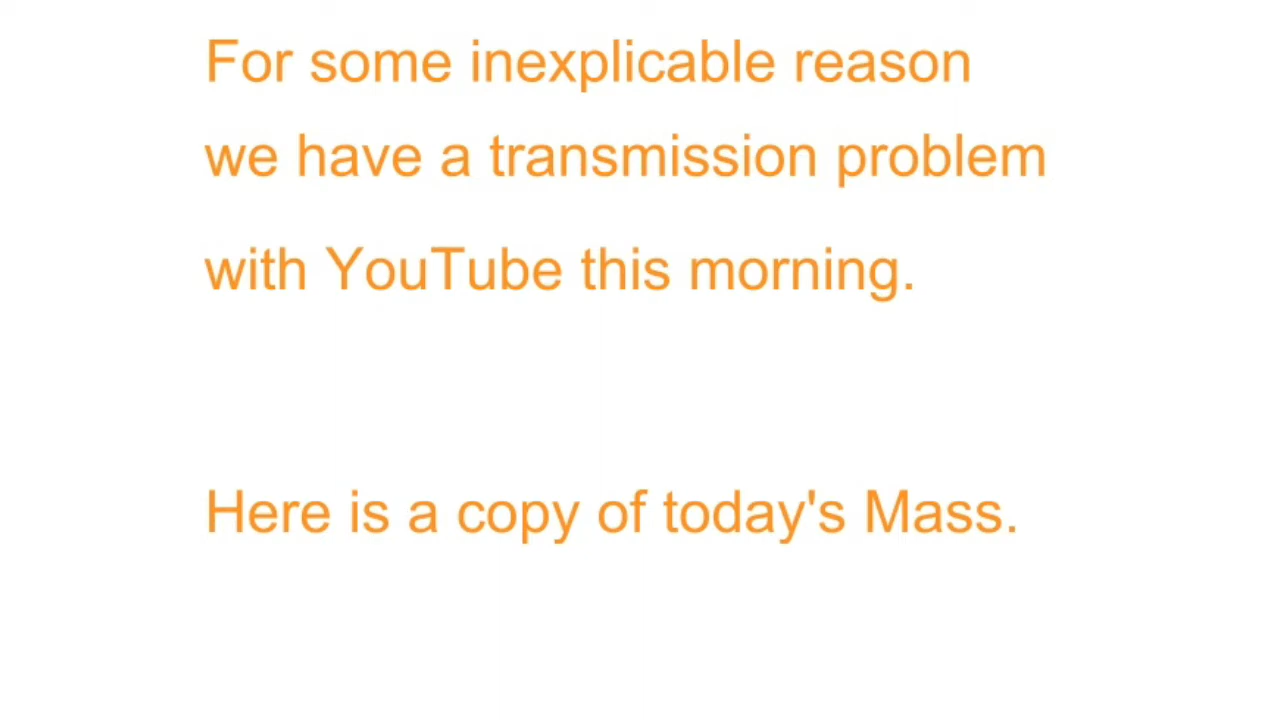 For some inexplicable reason
we have a transmission problem
with YouTube this morning.
Here is a copy of today's Mass.